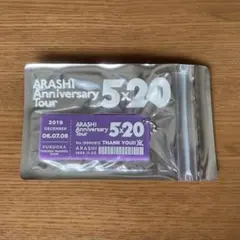 ARASHI
Anniversary
Tour
5×20
2019
DECEMBER
06.07.08
FUKUOKA
ARASHI
Anniversary
Tour
5×20
THANK YOU!!
ARASHI